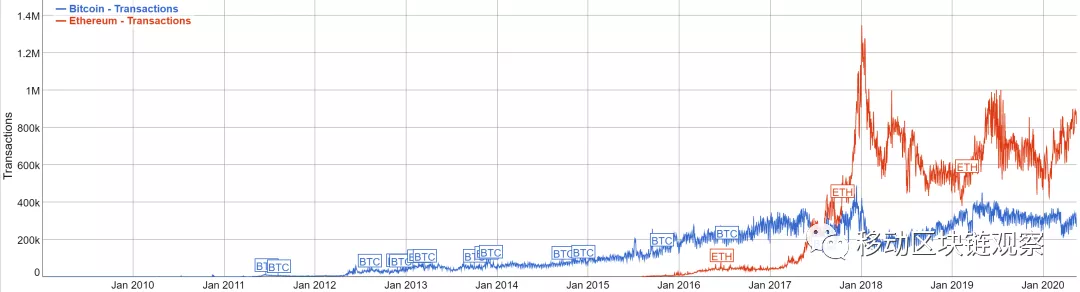 Bitcoin - Transactions
Ethereum - Transactions
1.4M
1.2M
1M
800k
600k
400k
200k
0
Transactions
BTC
BTC
BTC
BTC
BTC
BTC
BTC
BTC
BTC
BTC
ETH
ETH
ETH
Jan 2010
Jan 2011
Jan 2012
Jan 2013
Jan 2014
Jan 2015
Jan 2016
Jan 2017
Jan 2018
Jan 2019
Jan 2020
移动区块链观察